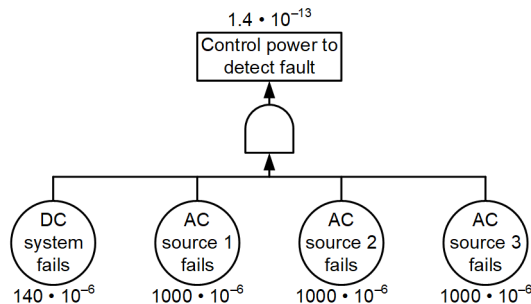 1.4 • 10⁻¹³
Control power to
detect fault
DC
system
fails
140 • 10⁻⁶
AC
source 1
fails
1000 • 10⁻⁶
AC
source 2
fails
1000 • 10⁻⁶
AC
source 3
fails
1000 • 10⁻⁶